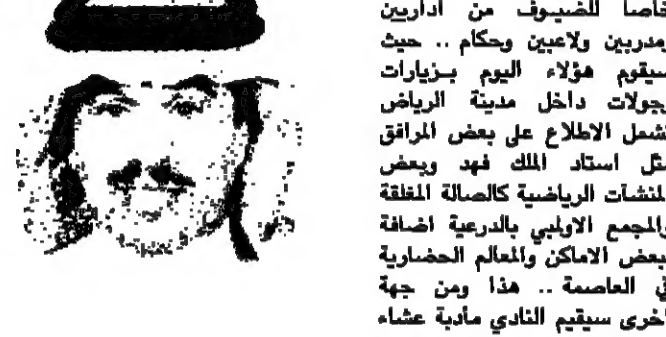 خاصا للضيوف من اداريين
ومدربين ولاعبين وحكام .. حيث
سيقوم هؤلاء اليوم بزيارات
وجولات داخل مدينة الرياض
تشمل الاطلاع على بعض المرافق
مثل استاد الملك فهد وبعض
المنشآت الرياضية كالصالة المغلقة
والمجمع الاولمبي بالدرعية اضافة
لبعض الاماكن والمعالم الحضارية
في العاصمة .. هذا ومن جهة
اخرى سيقيم النادي مأدبة عشاء